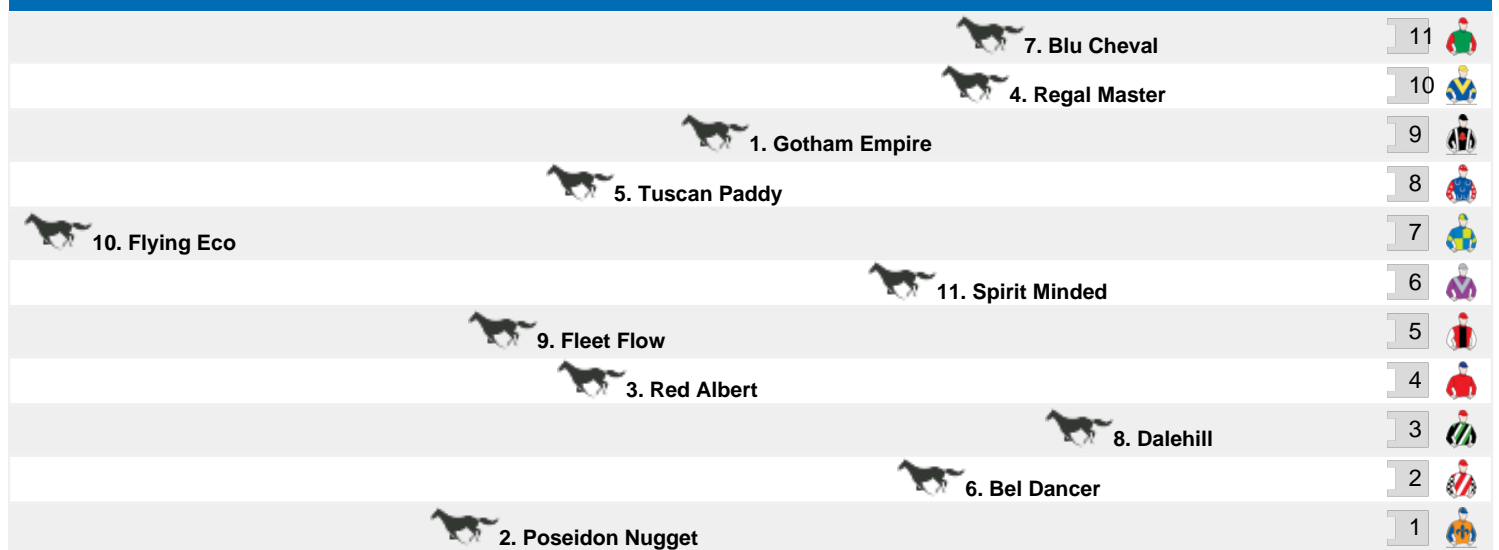 7. Blu Cheval 11
4. Regal Master 10
1. Gotham Empire 9
5. Tuscan Paddy 8
10. Flying Eco 7
11. Spirit Minded 6
9. Fleet Flow 5
3. Red Albert 4
8. Dalehill 3
6. Bel Dancer 2
2. Poseidon Nugget 1